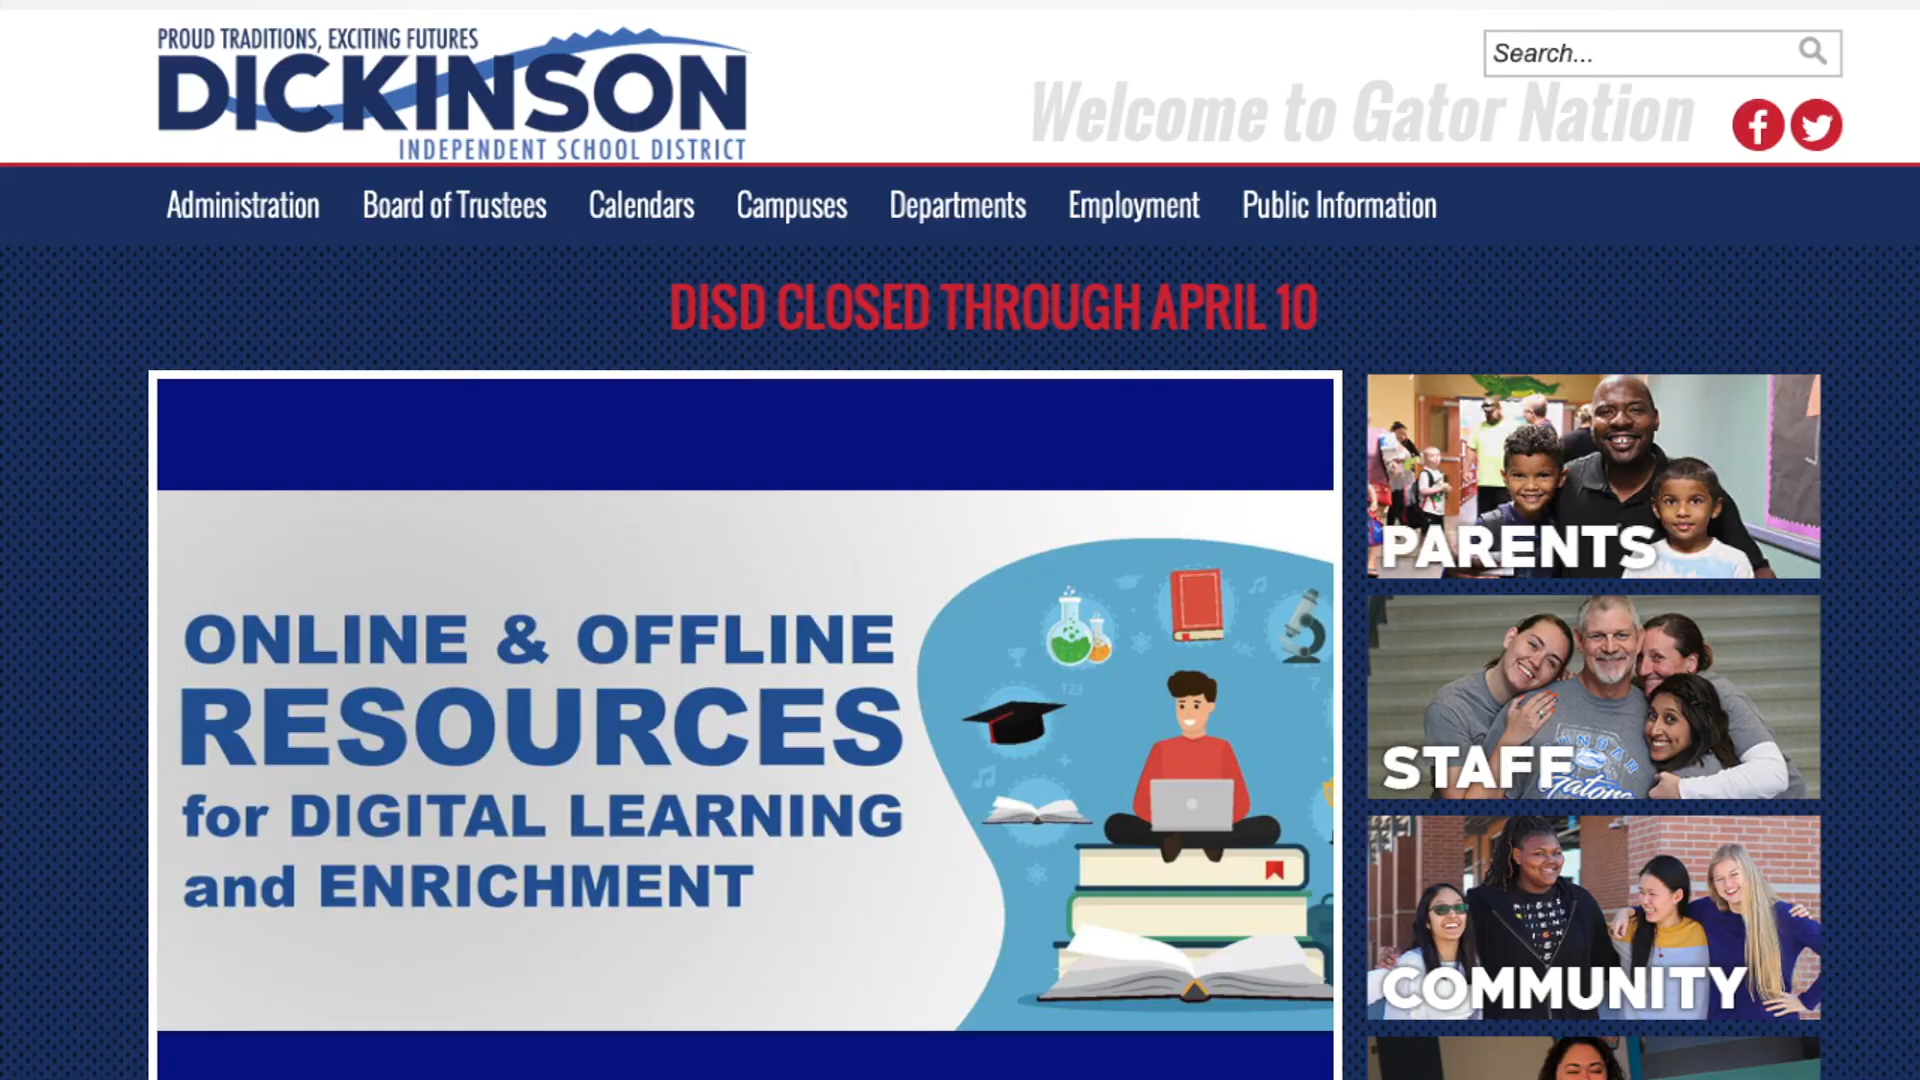 PROUD TRADITIONS, EXCITING FUTURES
DICKINSON
INDEPENDENT SCHOOL DISTRICT
Search...
Welcome to Gator Nation
Administration
Board of Trustees
Calendars
Campuses
Departments
Employment
Public Information
DISD CLOSED THROUGH APRIL 10
ONLINE & OFFLINE
RESOURCES
for DIGITAL LEARNING
and ENRICHMENT
123
PARENTS
STAFF
Gators
COMMUNITY